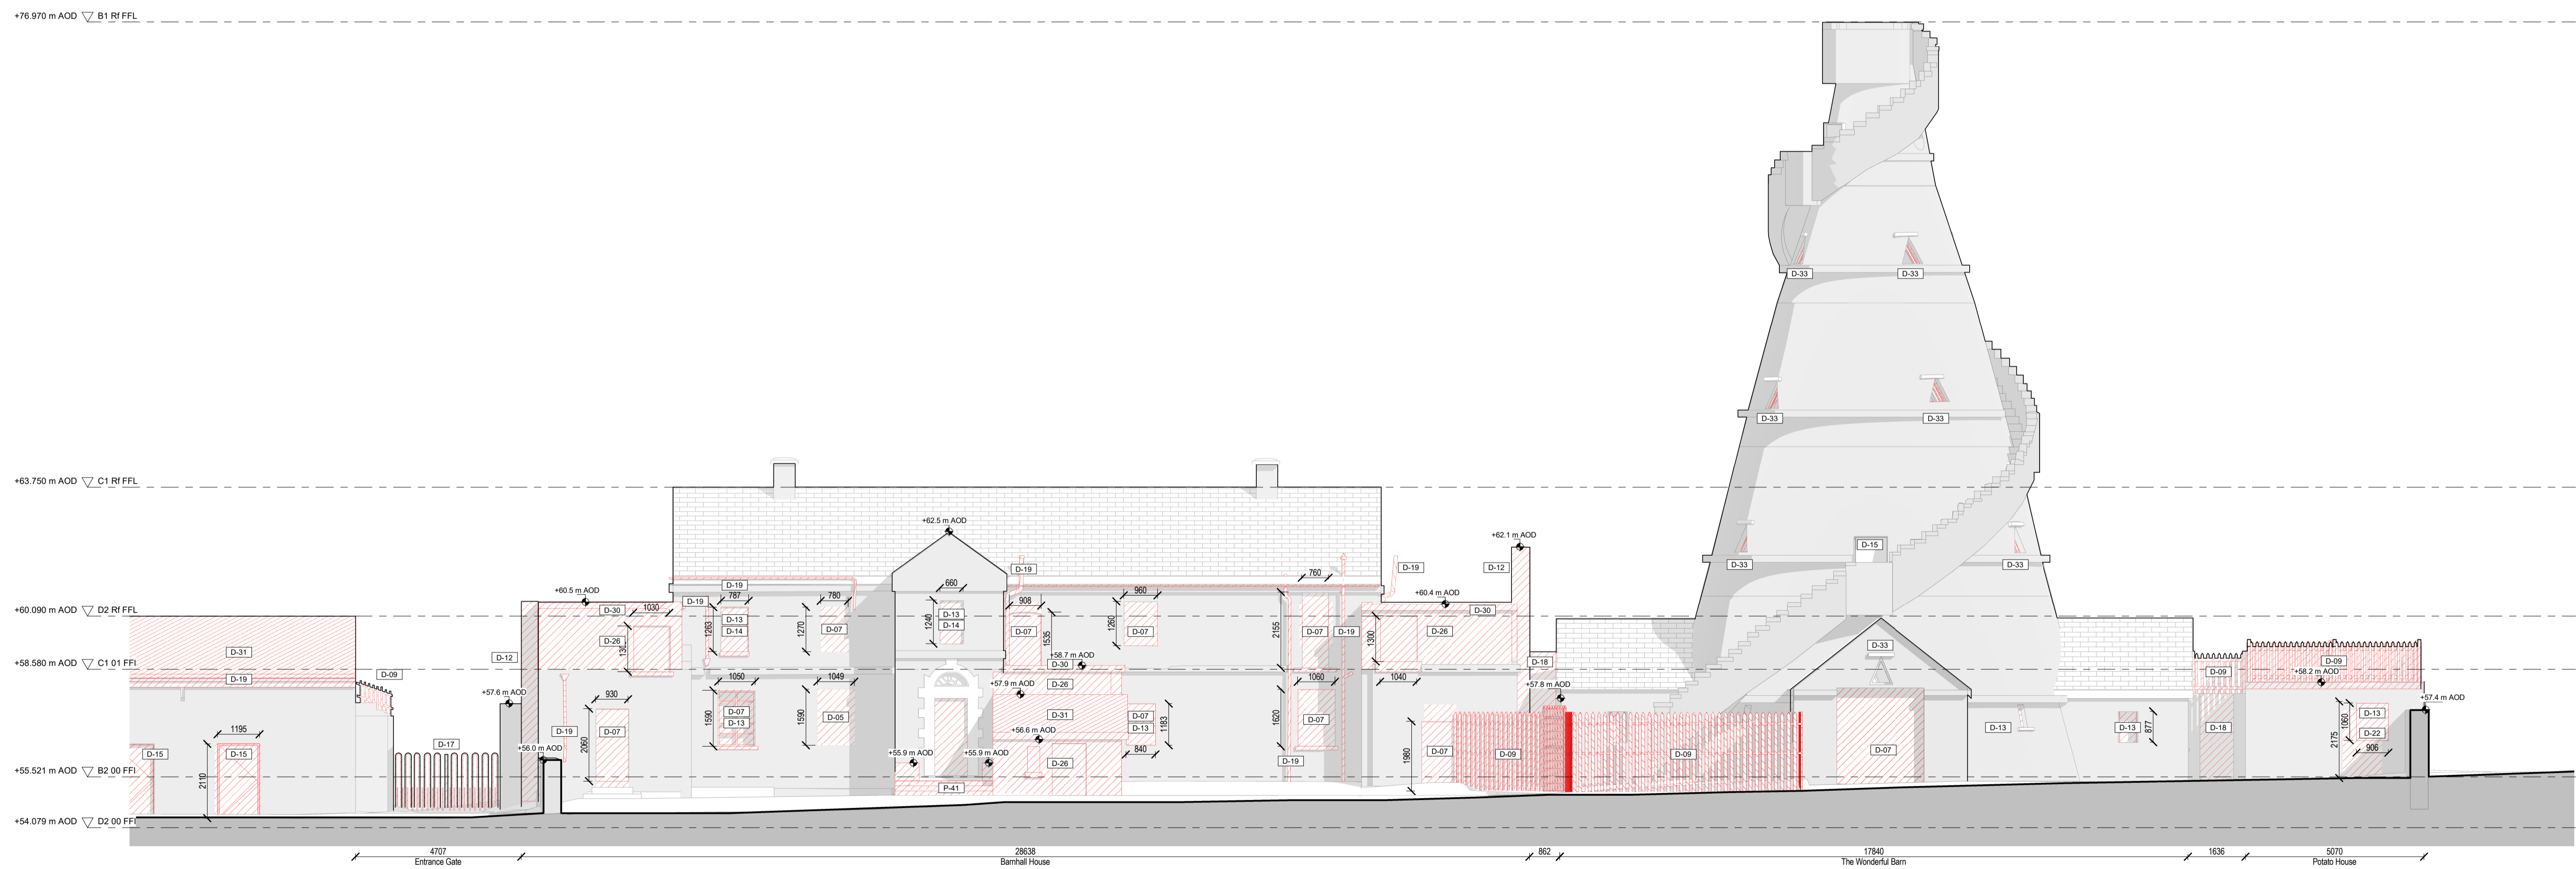 +76.970 m AOD B1 Rf FFL
+63.750 m AOD C1 Rf FFL
+60.090 m AOD D2 Rf FFL
+58.580 m AOD C1 01 FFl
+55.521 m AOD B2 00 FFl
+54.079 m AOD D2 00 FFl
D-31
D-19
D-15
1195
D-15
2110
D-09
D-17
D-12
+57.6 m AOD
+56.0 m AOD
+60.5 m AOD
D-30
1030
D-26
D-19
930
D-07
2060
D-19
D-19
787
D-13
D-14
1263
780
D-07
1270
1050
D-07
D-13
1590
1049
D-05
1590
+62.5 m AOD
660
D-13
D-14
1240
+55.9 m AOD
+55.9 m AOD
P-41
D-19
908
D-07
1535
960
D-07
1260
+58.7 m AOD
D-30
D-26
+57.9 m AOD
D-31
+56.6 m AOD
D-26
D-07
D-13
1183
840
760
2155
D-07
D-19
1060
D-07
1620
D-19
D-19
+60.4 m AOD
D-30
D-26
1300
1040
D-07
1980
+62.1 m AOD
D-12
D-18
+57.8 m AOD
D-09
D-09
D-33
D-33
D-33
D-33
D-33
D-15
D-33
D-33
D-07
D-13
D-13
877
D-09
D-18
D-09
+58.2 m AOD
+57.4 m AOD
D-13
D-22
1060
2175
906
4707
Entrance Gate
28638
Barnhall House
862
17840
The Wonderful Barn
1636
5070
Potato House